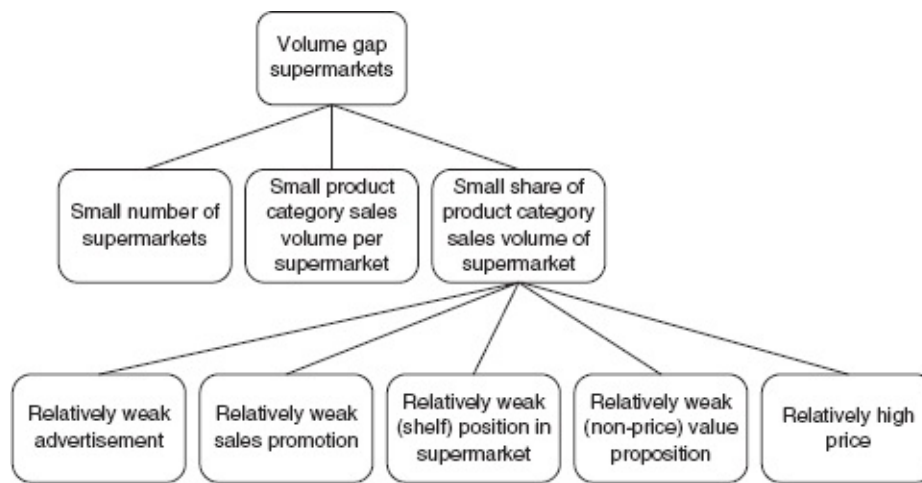 Volume gap
supermarkets
Small number of
supermarkets
Small product
category sales
volume per
supermarket
Small share of
product category
sales volume of
supermarket
Relatively weak
advertisement
Relatively weak
sales promotion
Relatively weak
(shelf) position in
supermarket
Relatively weak
(non-price) value
proposition
Relatively high
price